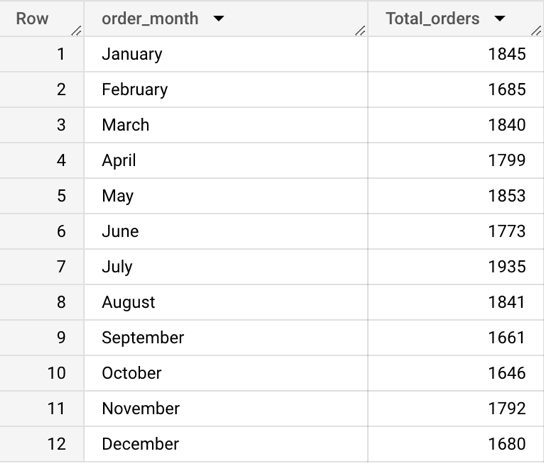 Row order_month Total_orders
1 January 1845
2 February 1685
3 March 1840
4 April 1799
5 May 1853
6 June 1773
7 July 1935
8 August 1841
9 September 1661
10 October 1646
11 November 1792
12 December 1680